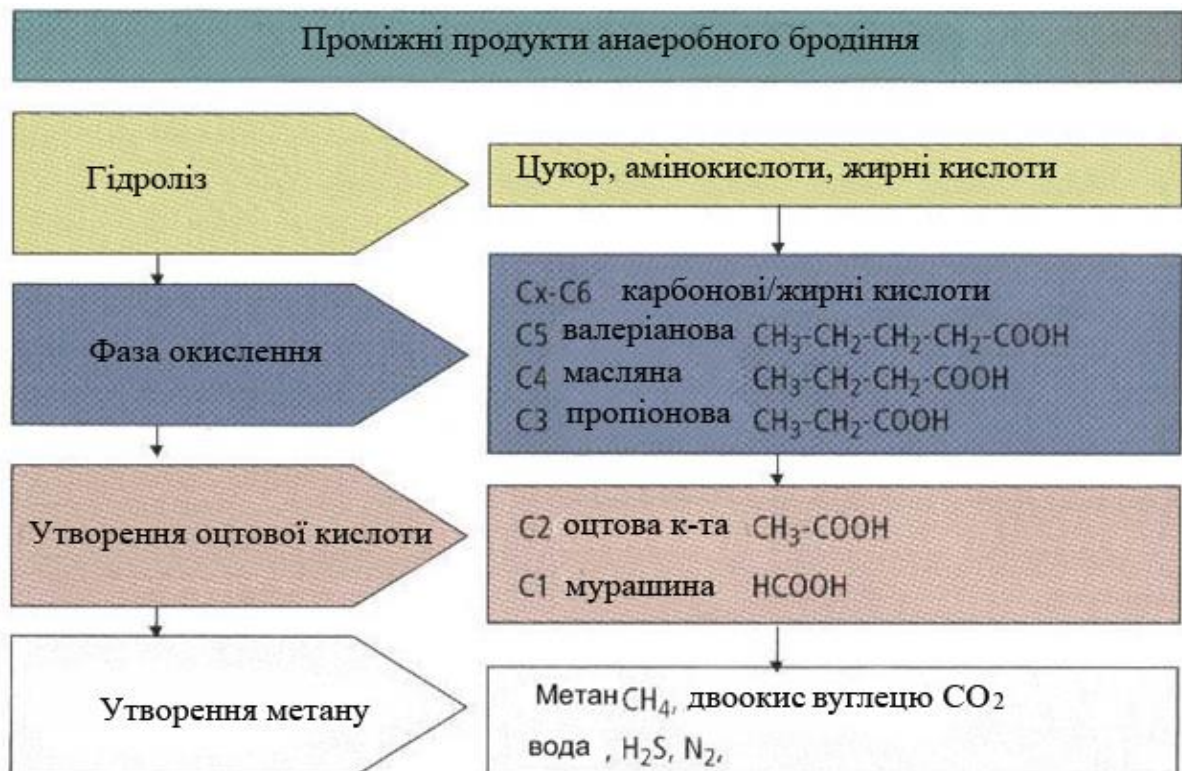 Проміжні продукти анаеробного бродіння
Гідроліз
Цукор, амінокислоти, жирні кислоти
Фаза окислення
Cx-C6 карбонові/жирні кислоти
C5 валеріанова CH₃-CH₂-CH₂-CH₂-COOH
C4 масляна CH₃-CH₂-CH₂-COOH
C3 пропіонова CH₃-CH₂-COOH
Утворення оцтової кислоти
C2 оцтова к-та CH₃-COOH
C1 мурашина HCOOH
Утворення метану
Метан CH₄, двоокис вуглецю CO₂
вода , H₂S, N₂,